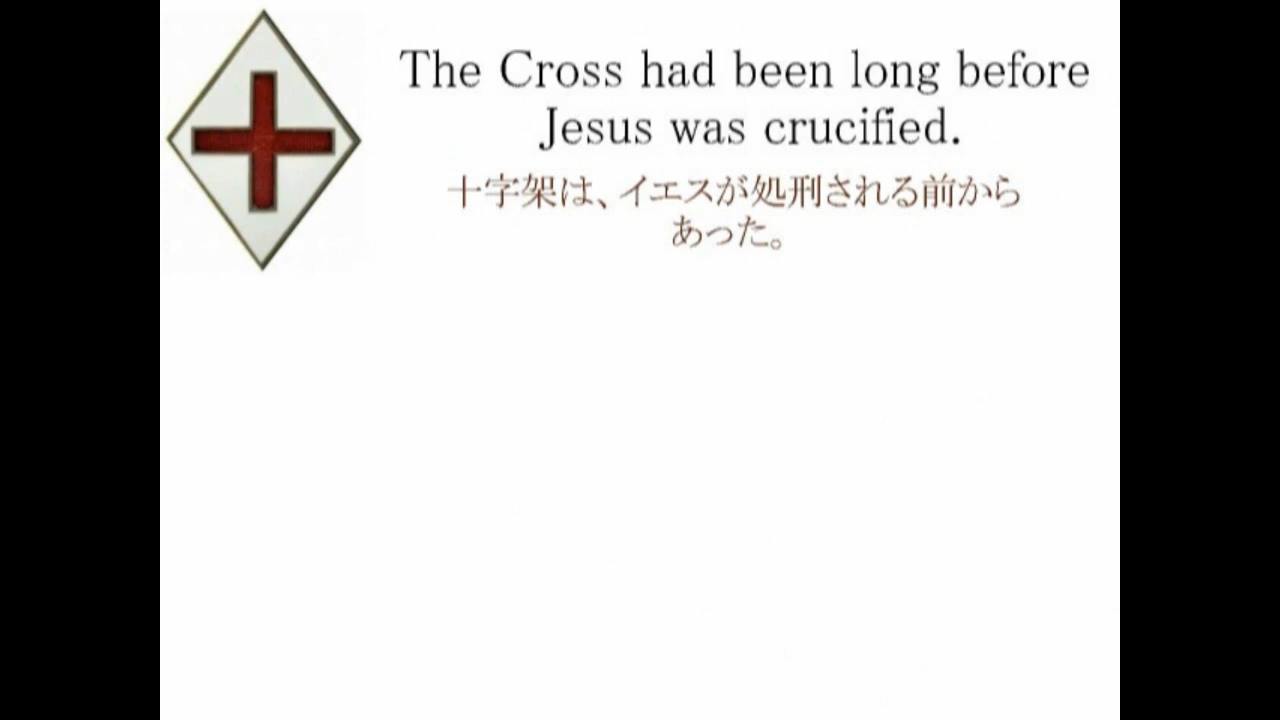 The Cross had been long before
Jesus was crucified.
十字架は、イエスが処刑される前から
あった。